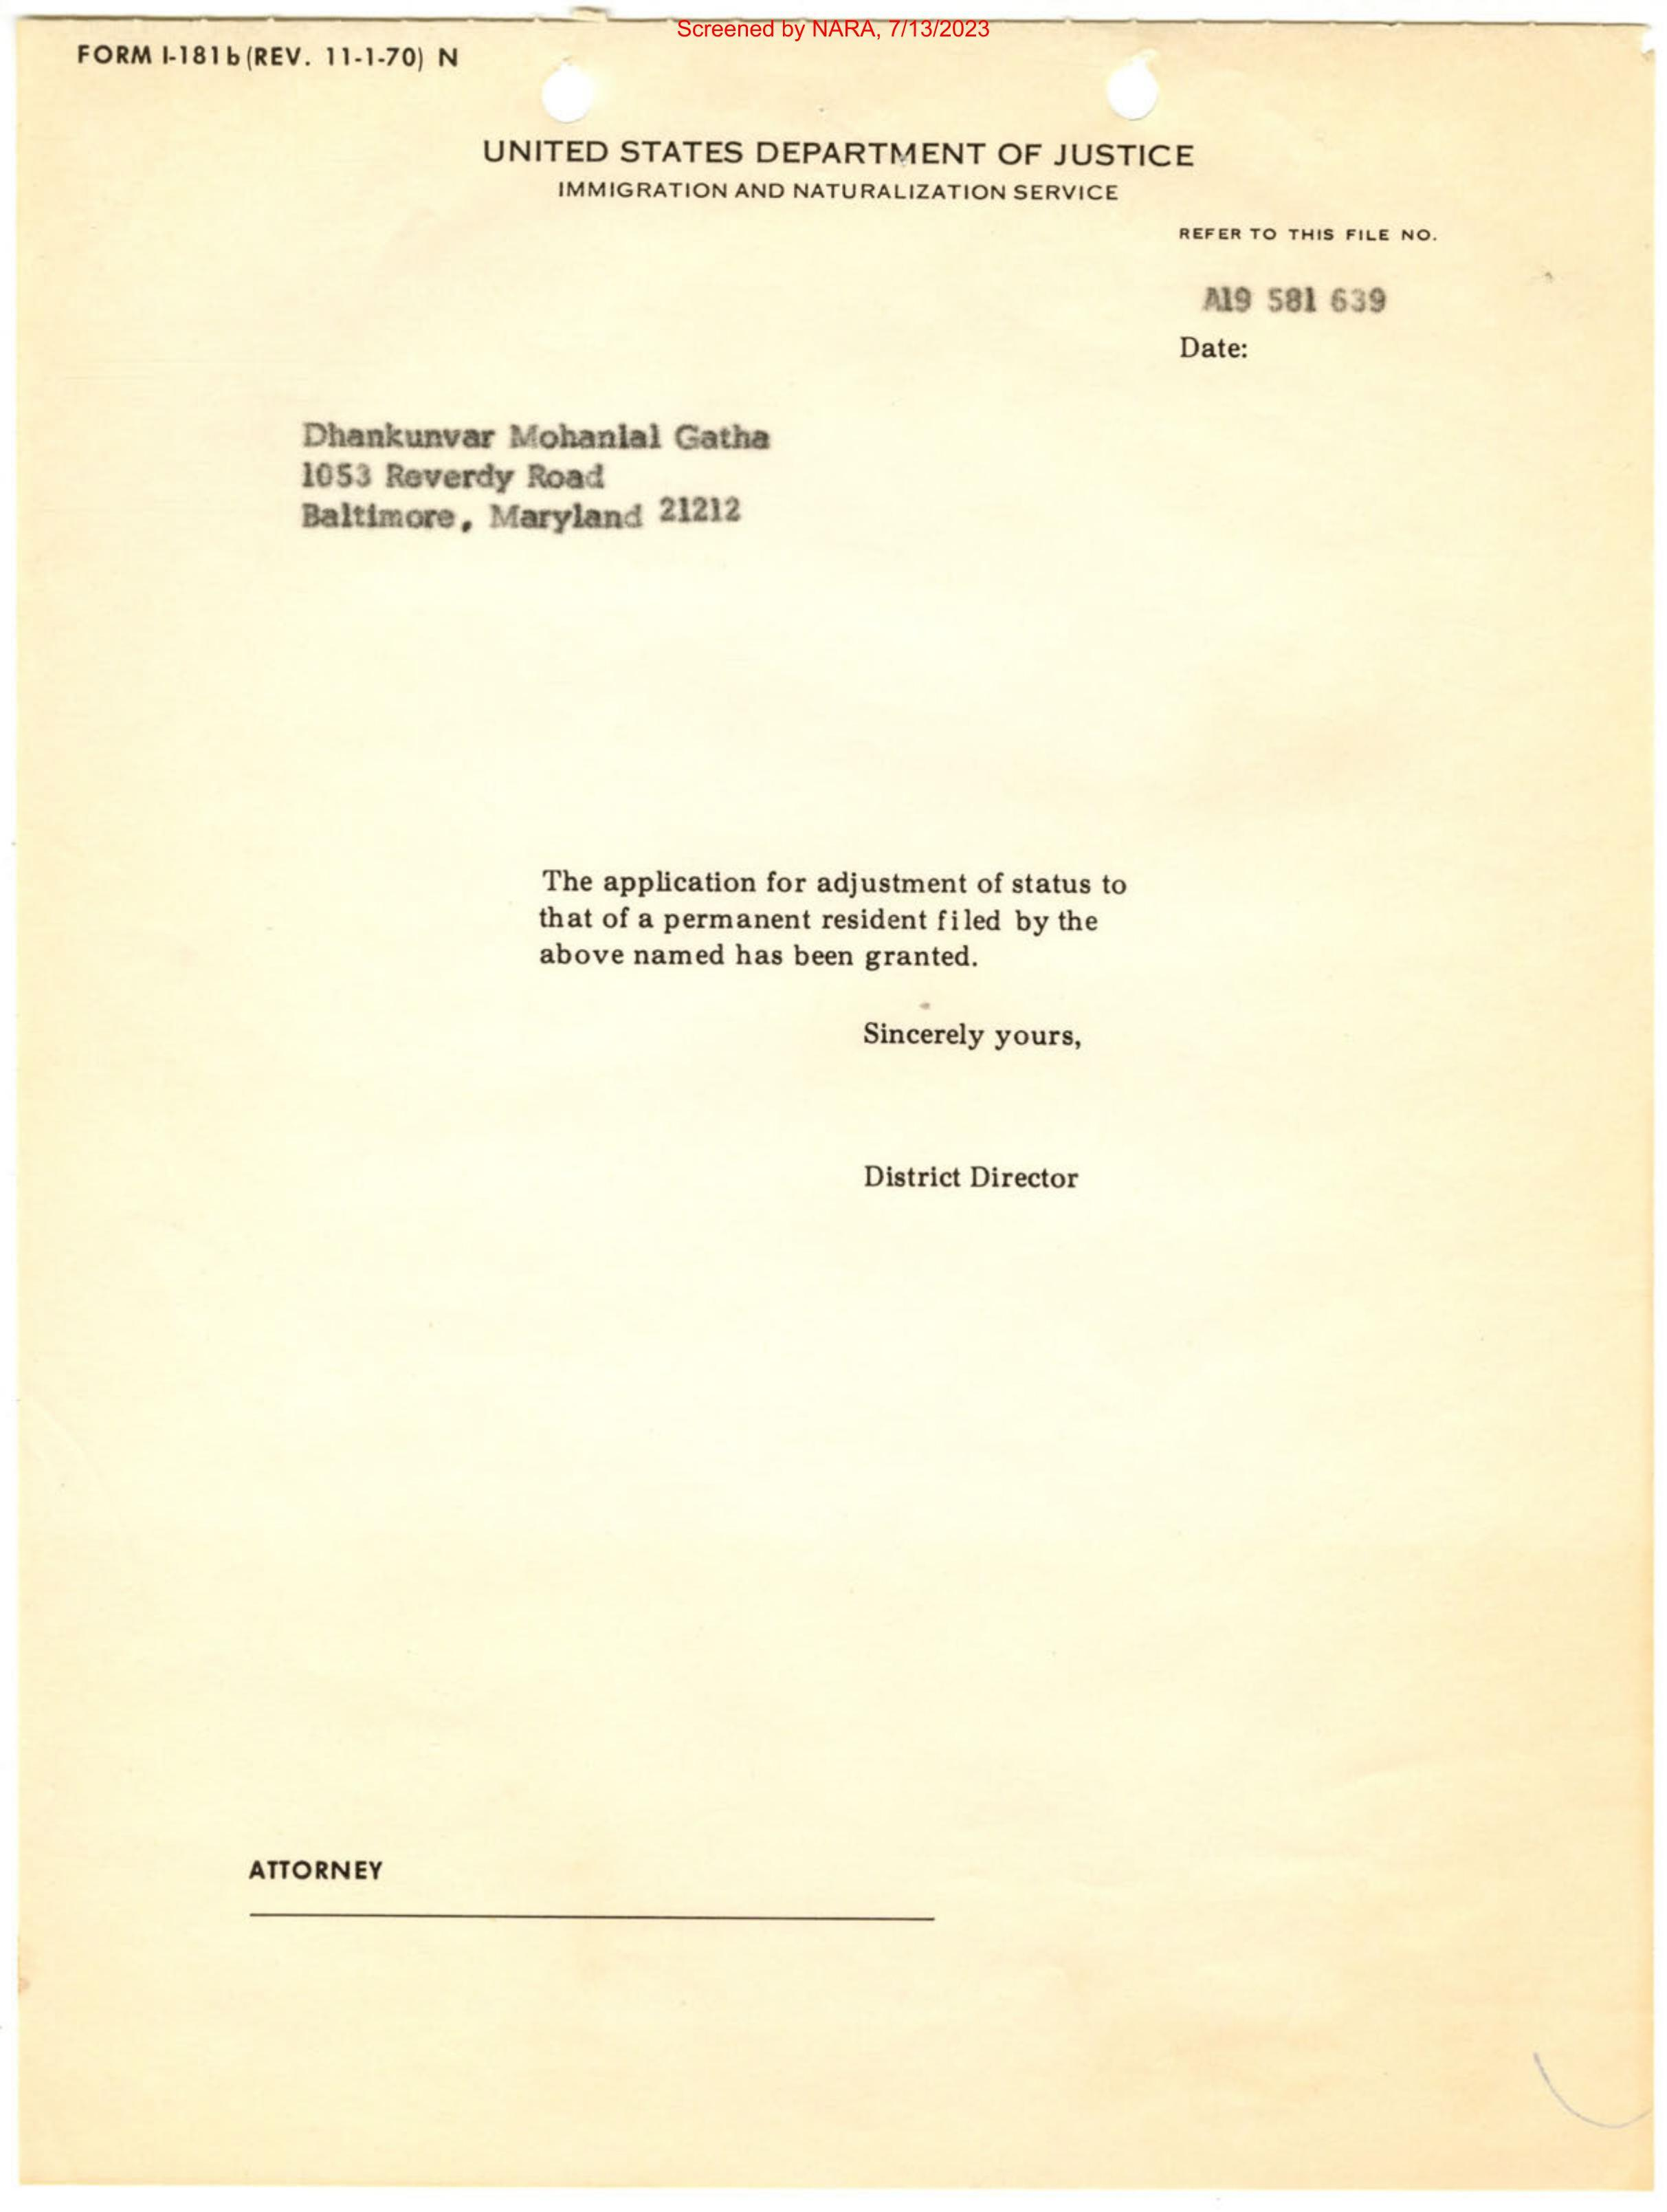 Screened by NARA, 7/13/2023
FORM I-181b (REV. 11-1-70) N
UNITED STATES DEPARTMENT OF JUSTICE
IMMIGRATION AND NATURALIZATION SERVICE
REFER TO THIS FILE NO.
A19 581 639
Date:
Dhankunvar Mohanlal Gatha
1053 Reverdy Road
Baltimore, Maryland 21212
The application for adjustment of status to
that of a permanent resident filed by the
above named has been granted.
Sincerely yours,
District Director
ATTORNEY